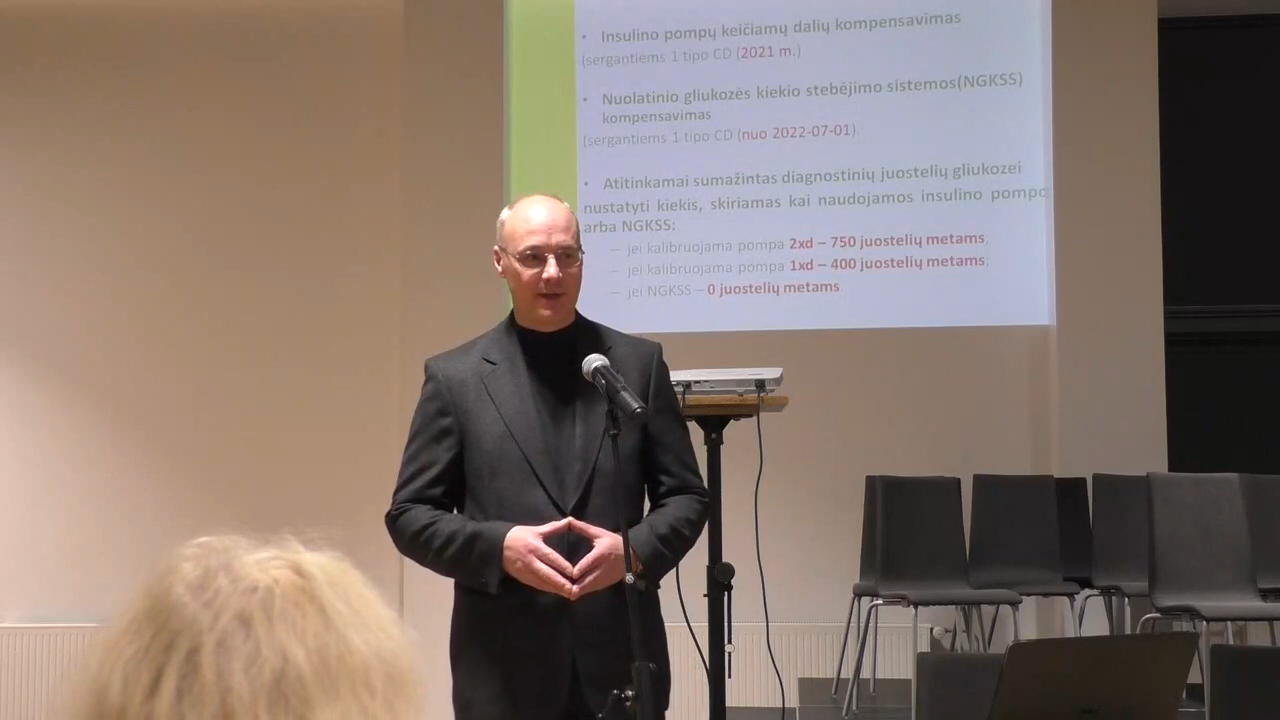 • Insulino pompų keičiamų dalių kompensavimas
(sergantiems 1 tipo CD (2021 m.)
• Nuolatinio gliukozės kiekio stebėjimo sistemos(NGKSS)
kompensavimas
(sergantiems 1 tipo CD (nuo 2022-07-01)
• Atitinkamai sumažintas diagnostinių juostelių gliukozei
nustatyti kiekis, skiriamas kai naudojamos insulino pompo
arba NGKSS:
– jei kalibruojama pompa 2xd – 750 juostelių metams;
– jei kalibruojama pompa 1xd – 400 juostelių metams;
– jei NGKSS – 0 juostelių metams